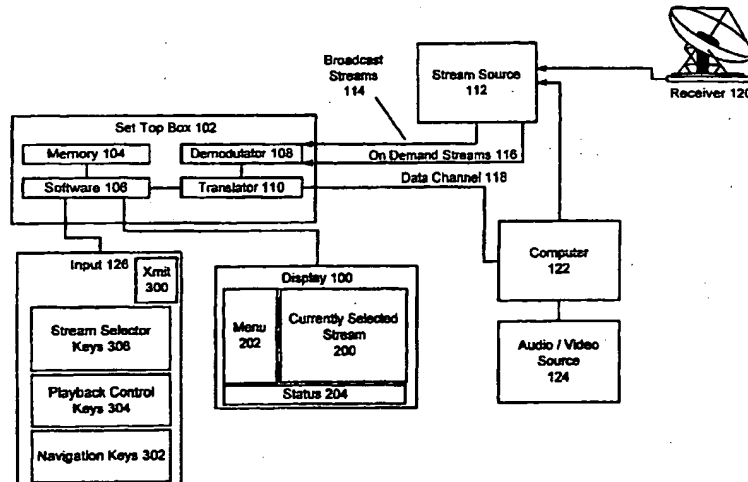 Broadcast
Streams
114
Stream Source
112
Receiver 120
Set Top Box 102
Memory 104
Demodulator 108
On Demand Streams 116
Software 106
Translator 110
Data Channel 118
Computer
122
Input 126
Xmit
300
Display 100
Stream Selector
Keys 306
Menu
202
Currently Selected
Stream
200
Audio / Video
Source
124
Playback Control
Keys 304
Status 204
Navigation Keys 302